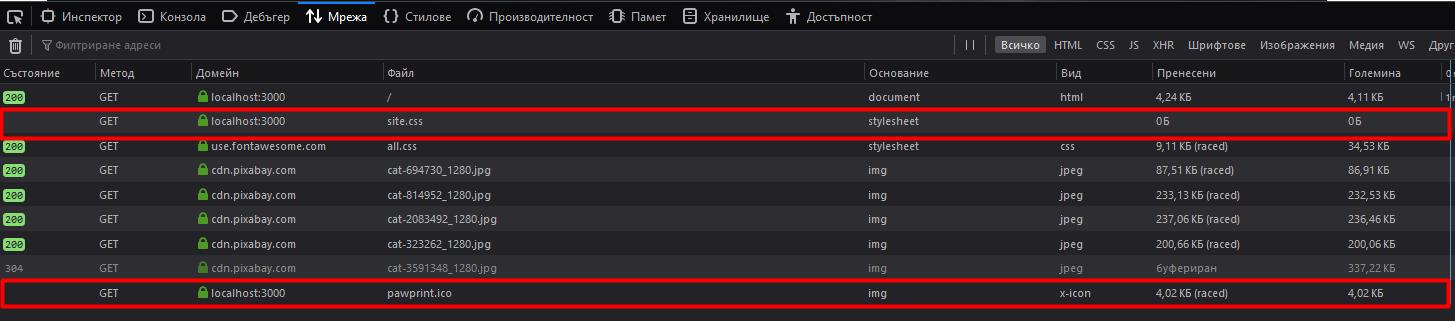 Инспектор Конзола Дебъгер Мрежа Стилове Производителност Памет Хранилище Достъпност
Филтриране адреси Всичко HTML CSS JS XHR Шрифтове Изображения Медия WS Друг
Състояние Метод Домейн Файл Основание Вид Пренесени Големина
200 GET localhost:3000 / document html 4,24 КБ 4,11 КБ
GET localhost:3000 site.css stylesheet 0Б 0Б
200 GET use.fontawesome.com all.css stylesheet css 9,11 КБ (raced) 34,53 КБ
200 GET cdn.pixabay.com cat-694730_1280.jpg img jpeg 87,51 КБ (raced) 86,91 КБ
200 GET cdn.pixabay.com cat-814952_1280.jpg img jpeg 233,13 КБ (raced) 232,53 КБ
200 GET cdn.pixabay.com cat-2083492_1280.jpg img jpeg 237,06 КБ (raced) 236,46 КБ
200 GET cdn.pixabay.com cat-323262_1280.jpg img jpeg 200,66 КБ (raced) 200,06 КБ
304 GET cdn.pixabay.com cat-3591348_1280.jpg img jpeg буфериран 337,22 КБ
GET localhost:3000 pawprint.ico img x-icon 4,02 КБ (raced) 4,02 КБ